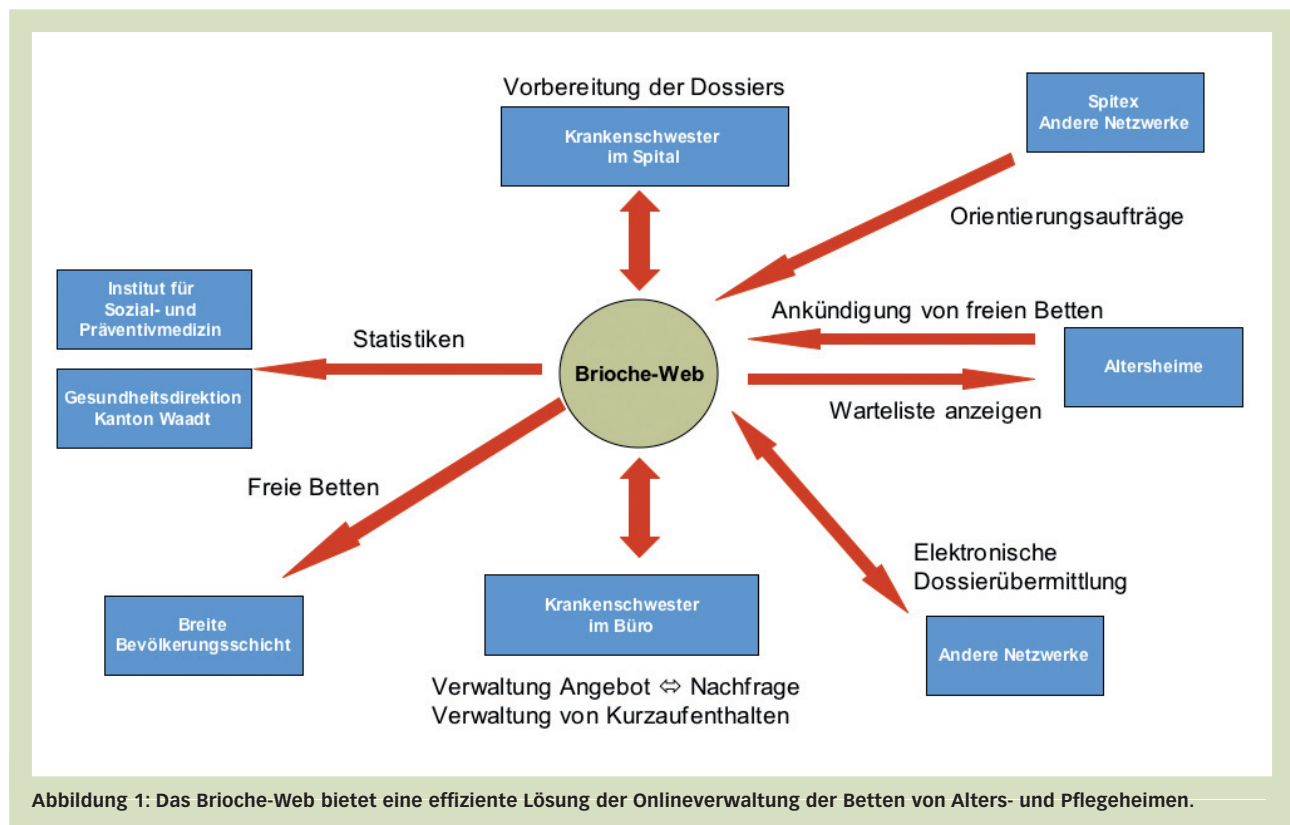 Vorbereitung der Dossiers
Krankenschwester
im Spital
Spitex
Andere Netzwerke
Orientierungsaufträge
Institut für
Sozial- und
Präventivmedizin
Statistiken
Gesundheitsdirektion
Kanton Waadt
Brioche-Web
Ankündigung von freien Betten
Altersheime
Warteliste anzeigen
Freie Betten
Breite
Bevölkerungsschicht
Krankenschwester
im Büro
Verwaltung Angebot ⇔ Nachfrage
Verwaltung von Kurzaufenthalten
Elektronische
Dossierübermittlung
Andere Netzwerke
Abbildung 1: Das Brioche-Web bietet eine effiziente Lösung der Onlineverwaltung der Betten von Alters- und Pflegeheimen.